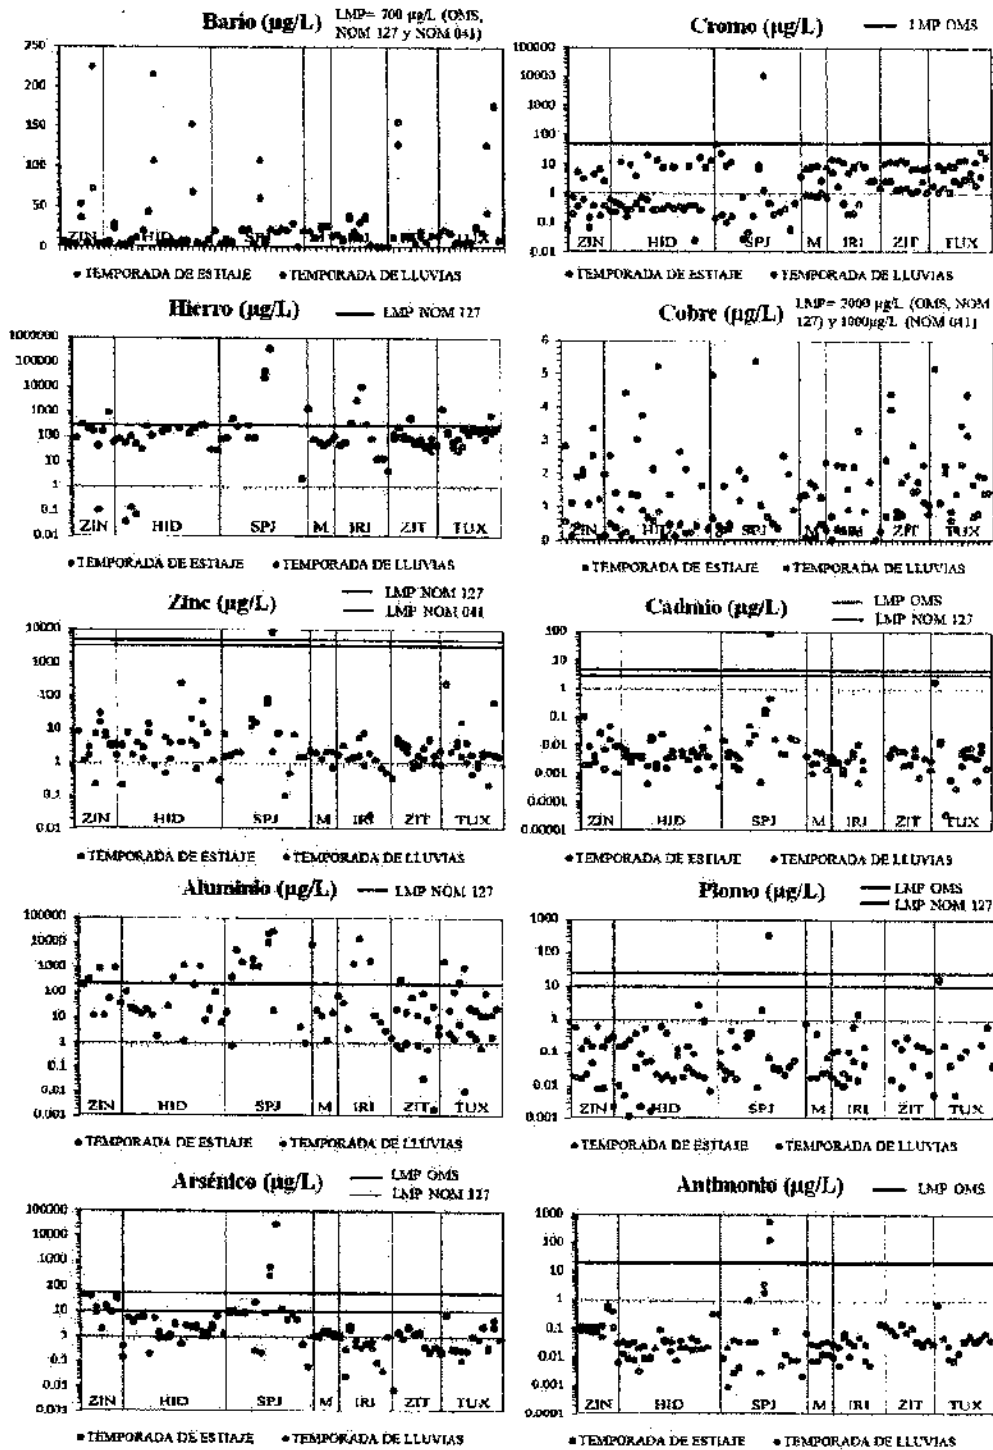 Bario (µg/L)
LMP= 700 µg/L (OMS,
NOM 127 y NOM 041)
250
200
150
100
50
0
ZIN HID SPJ M IRI ZIT TUX
TEMPORADA DE ESTIAJE TEMPORADA DE LLUVIAS
Cromo (µg/L)
LMP OMS
100000
10000
1000
100
10
1
0.1
0.01
ZIN HID SPJ M IRI ZIT TUX
TEMPORADA DE ESTIAJE TEMPORADA DE LLUVIAS
Hierro (µg/L)
LMP NOM 127
1000000
100000
10000
1000
100
10
1
0.1
0.01
ZIN HID SPJ M IRI ZIT TUX
TEMPORADA DE ESTIAJE TEMPORADA DE LLUVIAS
Cobre (µg/L)
LMP= 2000 µg/L (OMS, NOM
127) y 1000µg/L (NOM 041)
6
5
4
3
2
1
0
ZIN HID SPJ M IRI ZIT TUX
TEMPORADA DE ESTIAJE TEMPORADA DE LLUVIAS
Zinc (µg/L)
LMP NOM 127
LMP NOM 041
10000
1000
100
10
1
0.1
0.01
ZIN HID SPJ M IRI ZIT TUX
TEMPORADA DE ESTIAJE TEMPORADA DE LLUVIAS
Cadmio (µg/L)
LMP OMS
LMP NOM 127
100
10
1
0.1
0.01
0.001
0.0001
0.00001
ZIN HID SPJ M IRI ZIT TUX
TEMPORADA DE ESTIAJE TEMPORADA DE LLUVIAS
Aluminio (µg/L)
LMP NOM 127
100000
10000
1000
100
10
1
0.1
0.01
0.001
ZIN HID SPJ M IRI ZIT TUX
TEMPORADA DE ESTIAJE TEMPORADA DE LLUVIAS
Plomo (µg/L)
LMP OMS
LMP NOM 127
1000
100
10
1
0.1
0.01
0.001
ZIN HID SPJ M IRI ZIT TUX
TEMPORADA DE ESTIAJE TEMPORADA DE LLUVIAS
Arsénico (µg/L)
LMP OMS
LMP NOM 127
100000
10000
1000
100
10
1
0.1
0.01
0.001
ZIN HID SPJ M IRI ZIT TUX
TEMPORADA DE ESTIAJE TEMPORADA DE LLUVIAS
Antimonio (µg/L)
LMP OMS
1000
100
10
1
0.1
0.01
0.001
0.0001
ZIN HID SPJ M IRI ZIT TUX
TEMPORADA DE ESTIAJE TEMPORADA DE LLUVIAS